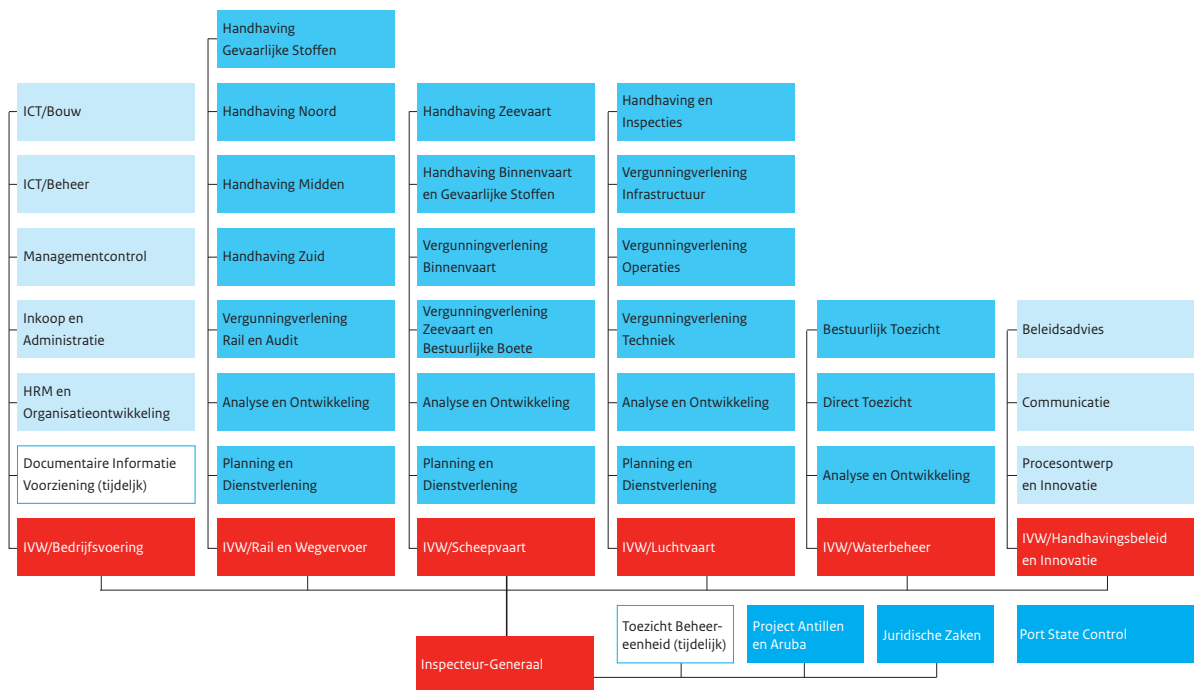 Handhaving
Gevaarlijke Stoffen
ICT/Bouw
ICT/Beheer
Managementcontrol
Inkoop en
Administratie
HRM en
Organisatieontwikkeling
Documentaire Informatie
Voorziening (tijdeljk)
IVW/Bedrijfsvoering
Handhaving Noord
Handhaving Midden
Handhaving Zuid
Vergunningverlening
Rail en Audit
Analyse en Ontwikkeling
Planning en
Dienstverlening
IVW/Rail en Wegvervoer
Handhaving Zeevaart
Handhaving Binnenvaart
en Gevaarlijke Stoffen
Vergunningverlening
Binnenvaart
Vergunningverlening
Zeevaart en
Bestuurlijke Boete
Analyse en Ontwikkeling
Planning en
Dienstverlening
IVW/Scheepvaart
Handhaving en
Inspecties
Vergunningverlening
Infrastructuur
Vergunningverlening
Operaties
Vergunningverlening
Techniek
Analyse en Ontwikkeling
Planning en
Dienstverlening
IVW/Luchtvaart
Bestuurlijk Toezicht
Direct Toezicht
Analyse en Ontwikkeling
IVW/Waterbeheer
Beleidsadvies
Communicatie
Procesontwerp
en Innovatie
IVW/Handhavingsbeleid
en Innovatie
Inspecteur-Generaal
Toezicht Beheer-
eenheid (tijdelijk)
Project Antillen
en Aruba
Juridische Zaken
Port State Control